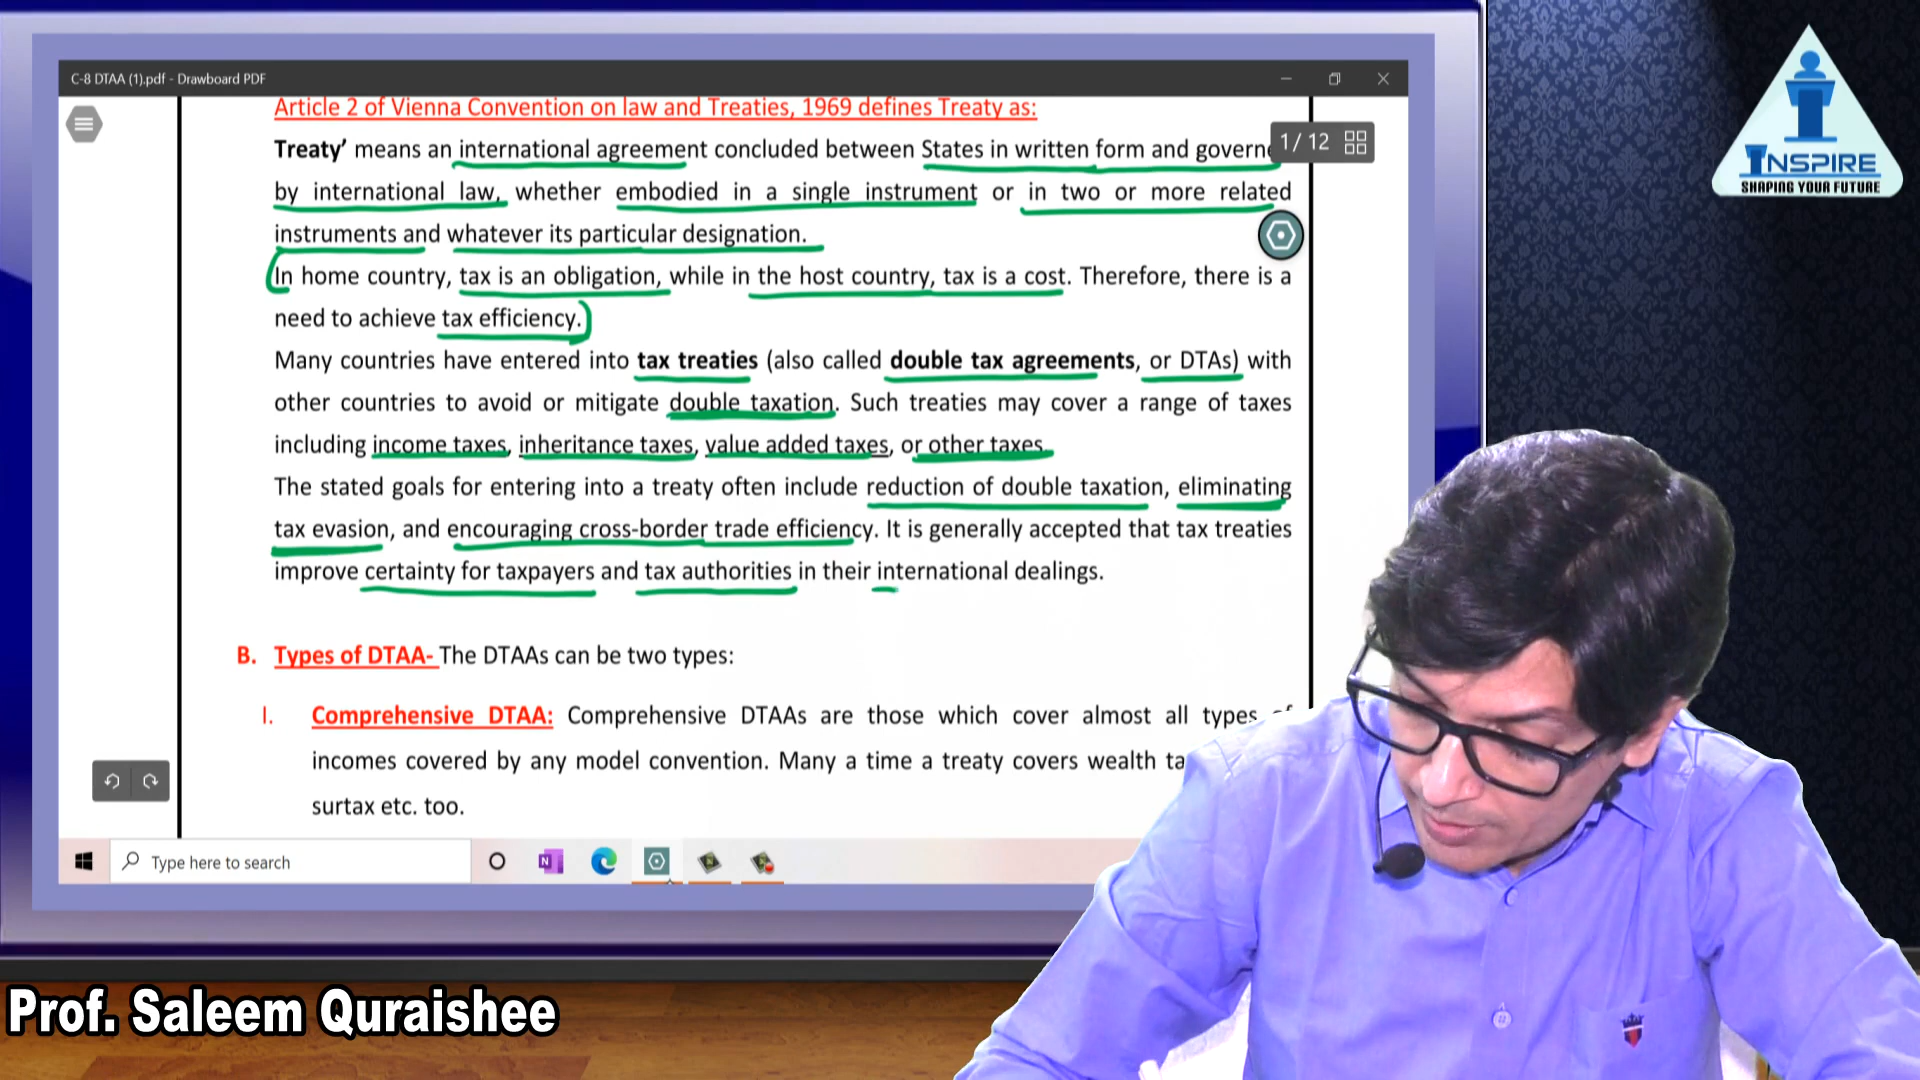 C-8 DTAA (1).pdf - Drawboard PDF
Article 2 of Vienna Convention on law and Treaties, 1969 defines Treaty as:
1 / 12
Treaty’ means an international agreement concluded between States in written form and governe
by international law, whether embodied in a single instrument or in two or more related
instruments and whatever its particular designation.
In home country, tax is an obligation, while in the host country, tax is a cost. Therefore, there is a
need to achieve tax efficiency.
Many countries have entered into tax treaties (also called double tax agreements, or DTAs) with
other countries to avoid or mitigate double taxation. Such treaties may cover a range of taxes
including income taxes, inheritance taxes, value added taxes, or other taxes.
The stated goals for entering into a treaty often include reduction of double taxation, eliminating
tax evasion, and encouraging cross-border trade efficiency. It is generally accepted that tax treaties
improve certainty for taxpayers and tax authorities in their international dealings.
B. Types of DTAA- The DTAAs can be two types:
I. Comprehensive DTAA: Comprehensive DTAAs are those which cover almost all types
incomes covered by any model convention. Many a time a treaty covers wealth ta
surtax etc. too.
Type here to search
INSPIRE
SHAPING YOUR FUTURE
Prof. Saleem Quraishee